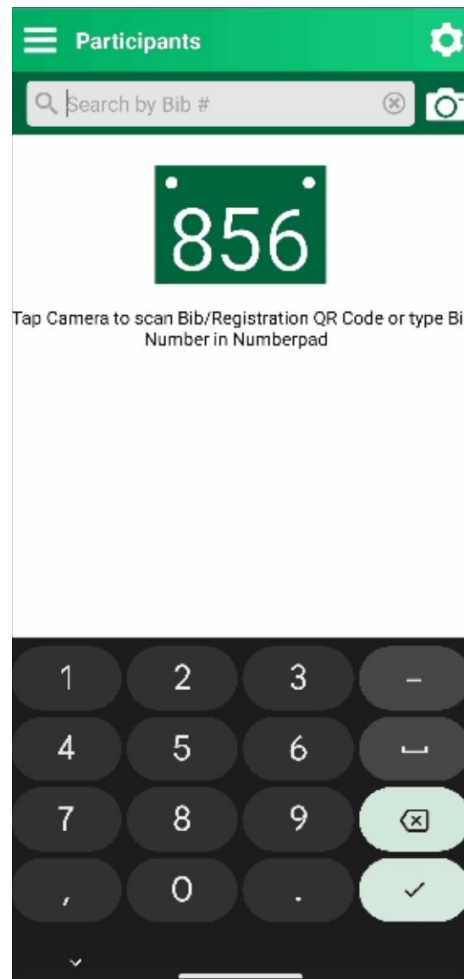 Participants
Search by Bib #
856
Tap Camera to scan Bib/Registration QR Code or type Bi
Number in Numberpad
1 2 3 –
4 5 6
7 8 9
, 0 .